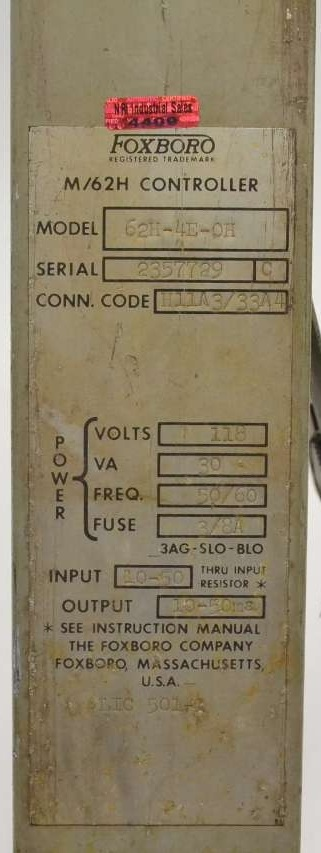 NRI Industrial Sales
4409
FOXBORO
REGISTERED TRADEMARK
M/62H CONTROLLER
MODEL 62H-4E-OH
SERIAL 2357729 C
CONN. CODE H11A3/33A4
POWER
VOLTS 118
VA 30
FREQ. 50/60
FUSE 3/8A
3AG-SLO-BLO
INPUT 10-50 THRU INPUT RESISTOR *
OUTPUT 10-50ma
* SEE INSTRUCTION MANUAL
THE FOXBORO COMPANY
FOXBORO, MASSACHUSETTS,
U.S.A.